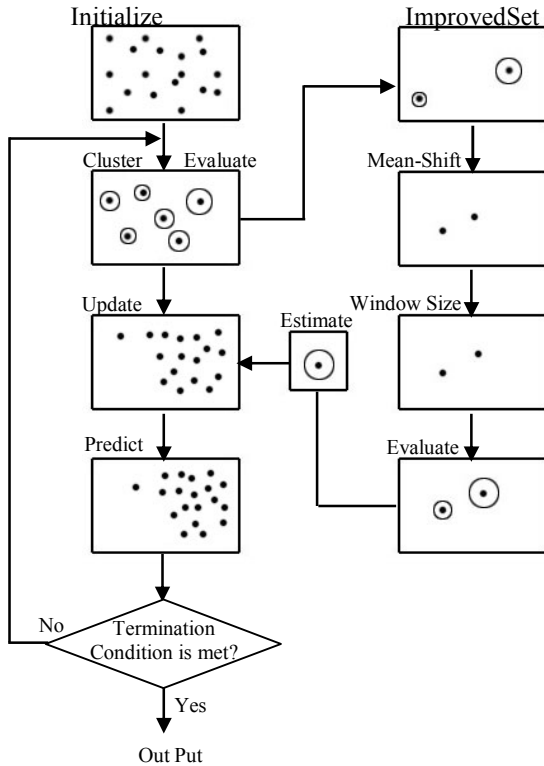 Initialize
ImprovedSet
Cluster Evaluate
Mean-Shift
Update
Estimate
Window Size
Predict
Evaluate
No
Termination
Condition is met?
Yes
Out Put